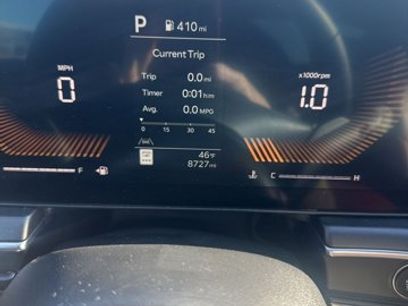 P 410 mi
Current Trip
MPH
0
Trip 0.0 mi
Timer 0:01 h:m
Avg. 0.0 MPG
0 15 30 45
x1000rpm
1.0
46°F
8727 mi
F
C H